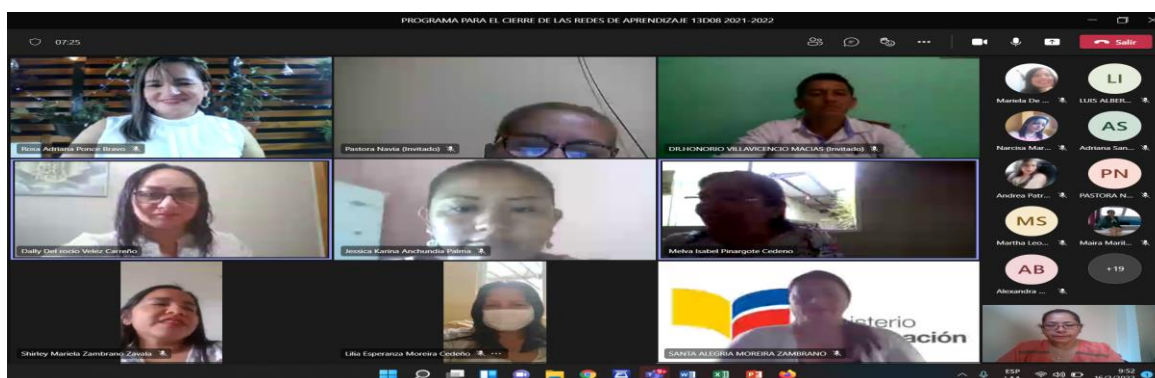 PROGRAMA PARA EL CIERRE DE LAS REDES DE APRENDIZAJE 13D08 2021-2022
07:25
Salir
Rosa Adriana Ponce Bravo
Pastora Navia (Invitado)
DR.HONORIO VILLAVICENCIO MACIAS (Invitado)
Mariela De ...
LI
LUIS ALBER...
Narcisa Mar...
AS
Adriana San...
Dally Del rocio Velez Carreño
Jessica Karina Anchundia Palma
Melva Isabel Pinargote Cedeno
Andrea Patr...
PN
PASTORA N...
MS
Martha Leo...
Maira Maril...
AB
Alexandra ...
+19
Shirley Mariela Zambrano Zavala
Lilia Esperanza Moreira Cedeño
isterio
ación
SANTA ALEGRIA MOREIRA ZAMBRANO
ESP
9:52